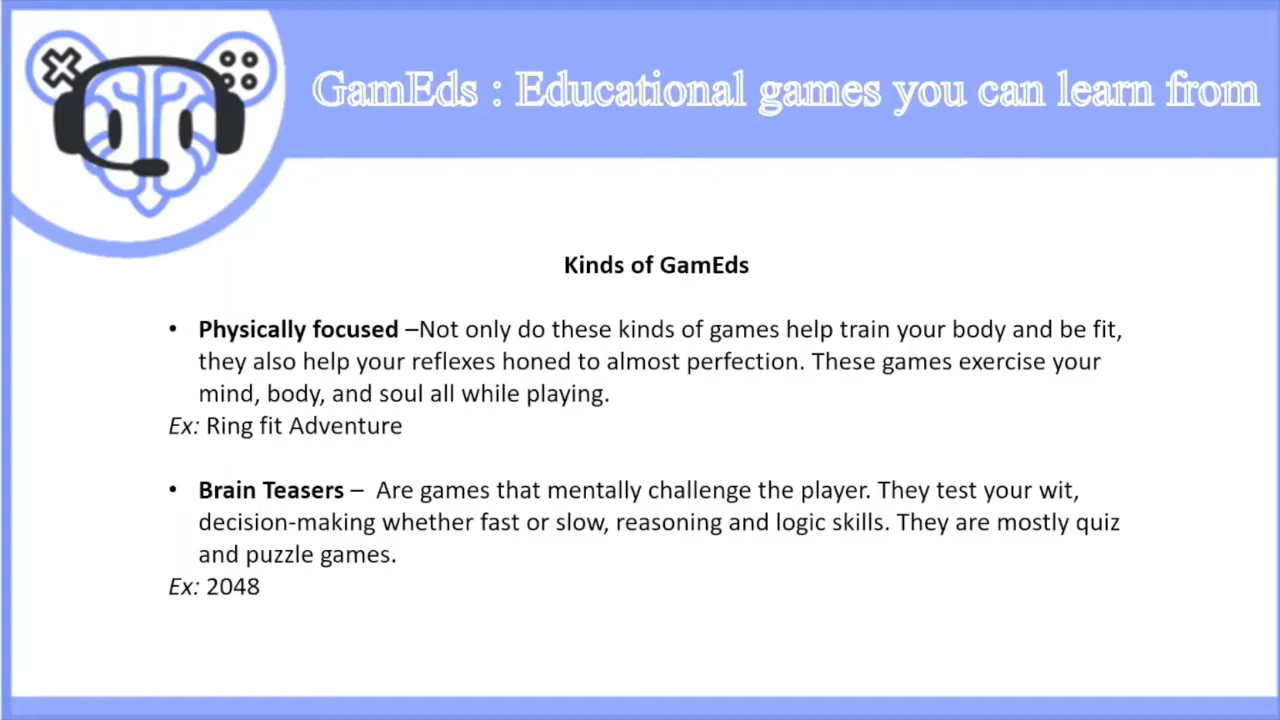 GamEds : Educational games you can learn from
Kinds of GamEds
• Physically focused –Not only do these kinds of games help train your body and be fit,
they also help your reflexes honed to almost perfection. These games exercise your
mind, body, and soul all while playing.
Ex: Ring fit Adventure
• Brain Teasers –  Are games that mentally challenge the player. They test your wit,
decision-making whether fast or slow, reasoning and logic skills. They are mostly quiz
and puzzle games.
Ex: 2048